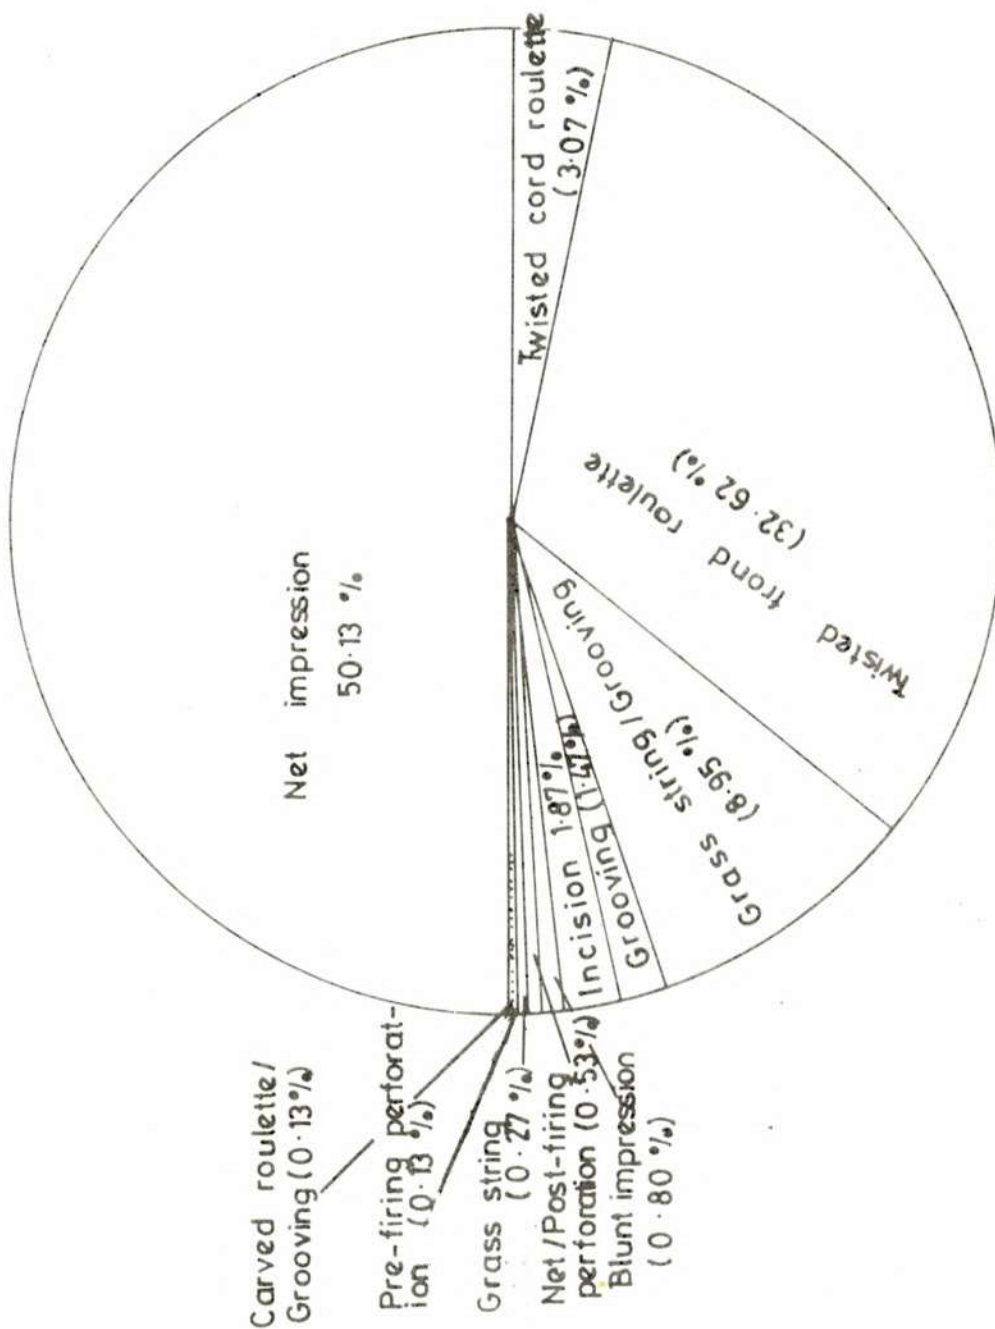 Net impression
50·13 %
Twisted cord roulette
(3·07 %)
Twisted frond roulette
(32·62 %)
Grass string/Grooving
(8·95 %)
Grooving (1·47%)
Incision 1·87%
Blunt impression
(0·80 %)
Net/Post-firing
perforation (0·53%)
Grass string
(0·27 %)
Pre-firing perforat-
ion (0·13 %)
Carved roulette/
Grooving (0·13%)